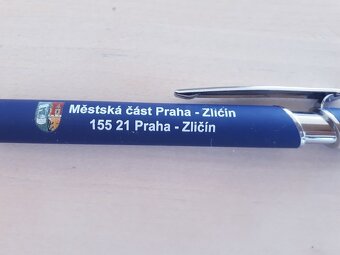 Městská část Praha - Zličín
155 21 Praha - Zličín